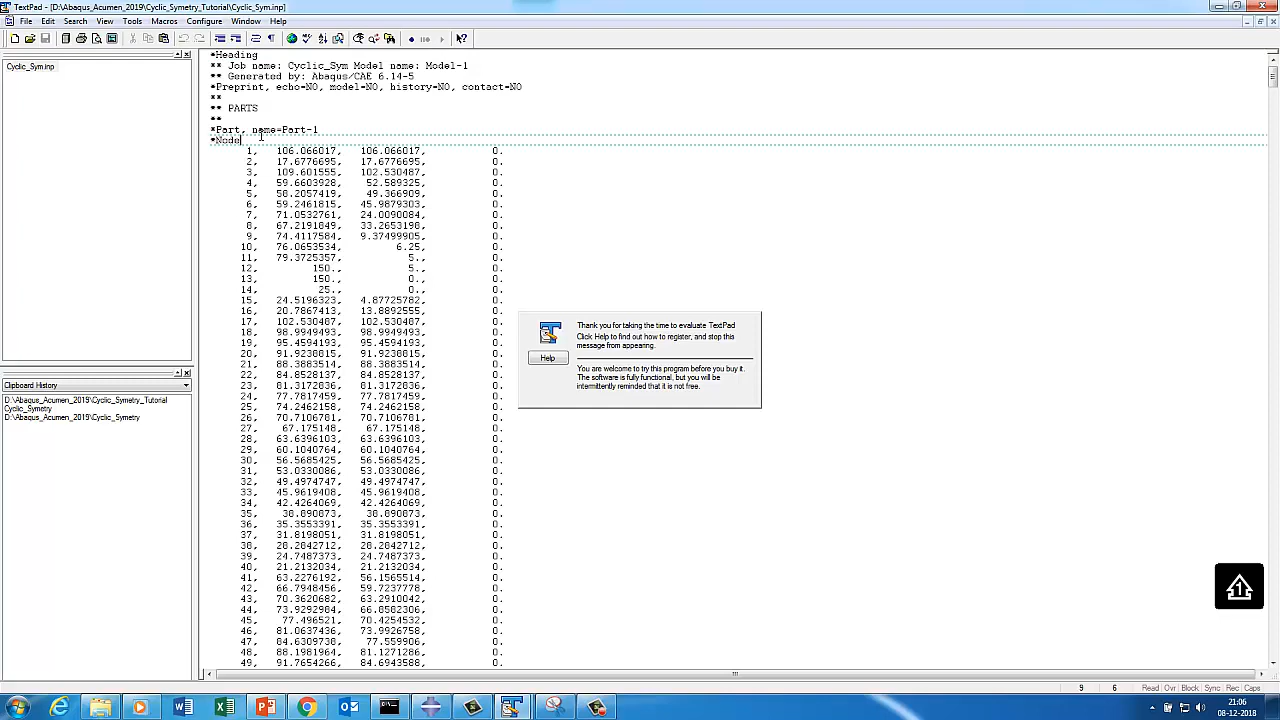 TextPad - [D:\Abaqus_Acumen_2019\Cyclic_Symetry_Tutorial\Cyclic_Sym.inp]
File Edit Search View Tools Macros Configure Window Help
Cyclic_Sym.inp
Clipboard History
D:\Abaqus_Acumen_2019\Cyclic_Symetry_Tutorial
Cyclic_Symetry
D:\Abaqus_Acumen_2019\Cyclic_Symetry
*Heading
** Job name: Cyclic_Sym Model name: Model-1
** Generated by: Abaqus/CAE 6.14-5
*Preprint, echo=NO, model=NO, history=NO, contact=NO
**
** PARTS
**
*Part, name=Part-1
*Node
1, 106.066017, 106.066017, 0.
2, 17.6776695, 17.6776695, 0.
3, 109.601555, 102.530487, 0.
4, 59.6603928, 52.589325, 0.
5, 58.2057419, 49.366909, 0.
6, 59.2461815, 45.9879303, 0.
7, 71.0532761, 24.0090084, 0.
8, 67.2191849, 33.2653198, 0.
9, 74.4117584, 9.37499905, 0.
10, 76.0653534, 6.25, 0.
11, 79.3725357, 5., 0.
12, 150., 5., 0.
13, 150., 0., 0.
14, 25., 0., 0.
15, 24.5196323, 4.87725782, 0.
16, 20.7867413, 13.8892555, 0.
17, 102.530487, 102.530487, 0.
18, 98.9949493, 98.9949493, 0.
19, 95.4594193, 95.4594193, 0.
20, 91.9238815, 91.9238815, 0.
21, 88.3883514, 88.3883514, 0.
22, 84.8528137, 84.8528137, 0.
23, 81.3172836, 81.3172836, 0.
24, 77.7817459, 77.7817459, 0.
25, 74.2462158, 74.2462158, 0.
26, 70.7106781, 70.7106781, 0.
27, 67.175148, 67.175148, 0.
28, 63.6396103, 63.6396103, 0.
29, 60.1040764, 60.1040764, 0.
30, 56.5685425, 56.5685425, 0.
31, 53.0330086, 53.0330086, 0.
32, 49.4974747, 49.4974747, 0.
33, 45.9619408, 45.9619408, 0.
34, 42.4264069, 42.4264069, 0.
35, 38.890873, 38.890873, 0.
36, 35.3553391, 35.3553391, 0.
37, 31.8198051, 31.8198051, 0.
38, 28.2842712, 28.2842712, 0.
39, 24.7487373, 24.7487373, 0.
40, 21.2132034, 21.2132034, 0.
41, 63.2276192, 56.1565514, 0.
42, 66.7948456, 59.7237778, 0.
43, 70.3620682, 63.2910042, 0.
44, 73.9292984, 66.8582306, 0.
45, 77.496521, 70.4254532, 0.
46, 81.0637436, 73.9926758, 0.
47, 84.6309738, 77.559906, 0.
48, 88.1981964, 81.1271286, 0.
49, 91.7654266, 84.6943588, 0.
Thank you for taking the time to evaluate TextPad
Click Help to find out how to register, and stop this
message from appearing.
Help
You are welcome to try this program before you buy it.
The software is fully functional, but you will be
intermittently reminded that it is not free.
1
9 6 Read Ovr Block Sync Rec Caps
21:06
08-12-2018